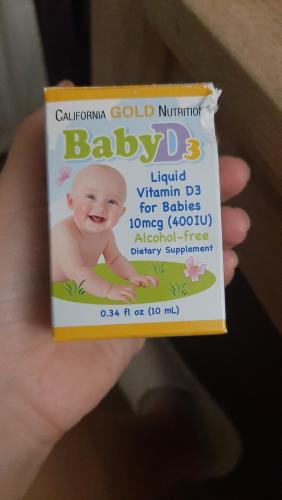 CALIFORNIA GOLD NUTRITION
BabyD3
Liquid
Vitamin D3
for Babies
10mcg (400IU)
Alcohol-free
Dietary Supplement
0.34 fl oz (10 mL)